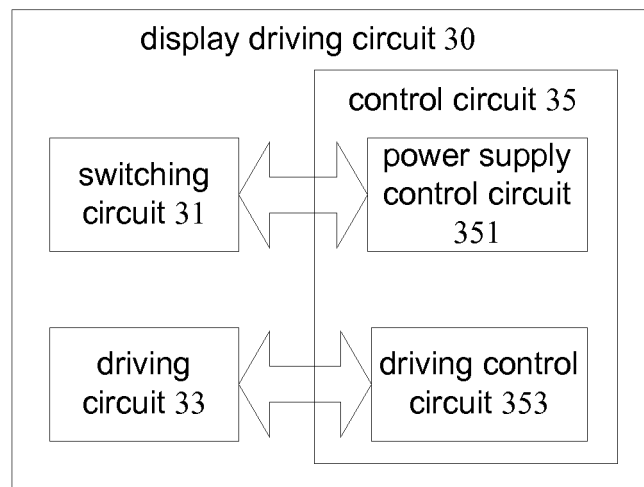 display driving circuit 30
control circuit 35
switching
circuit 31
power supply
control circuit
351
driving
circuit 33
driving control
circuit 353